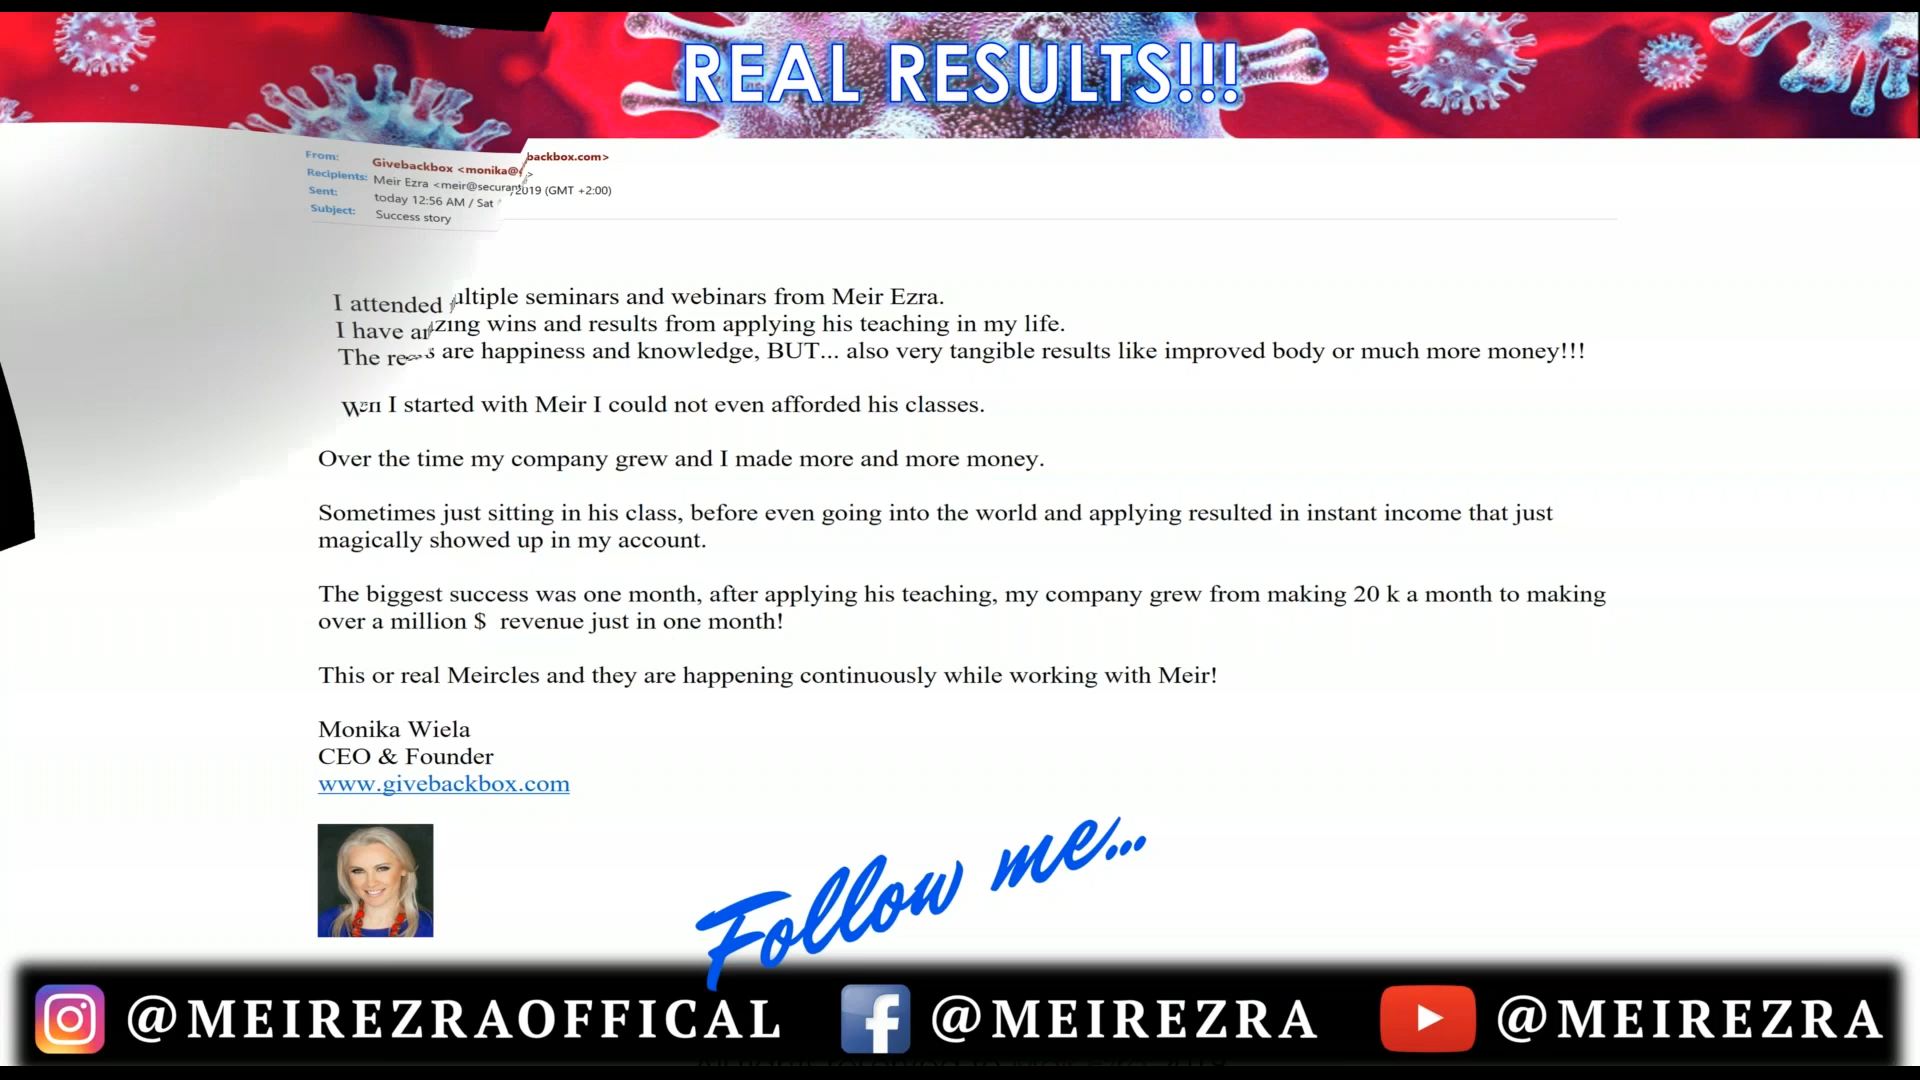 REAL RESULTS!!!
From: Givebackbox <monika@ backbox.com>
Recipients: Meir Ezra <meir@securant >
Sent: today 12:56 AM / Sat /2019 (GMT +2:00)
Subject: Success story
I attended ultiple seminars and webinars from Meir Ezra.
I have a zing wins and results from applying his teaching in my life.
The re s are happiness and knowledge, BUT... also very tangible results like improved body or much more money!!!
I started with Meir I could not even afforded his classes.
Over the time my company grew and I made more and more money.
Sometimes just sitting in his class, before even going into the world and applying resulted in instant income that just
magically showed up in my account.
The biggest success was one month, after applying his teaching, my company grew from making 20 k a month to making
over a million $  revenue just in one month!
This or real Meircles and they are happening continuously while working with Meir!
Monika Wiela
CEO & Founder
www.givebackbox.com
Follow me...
@MEIREZRAOFFICAL @MEIREZRA @MEIREZRA